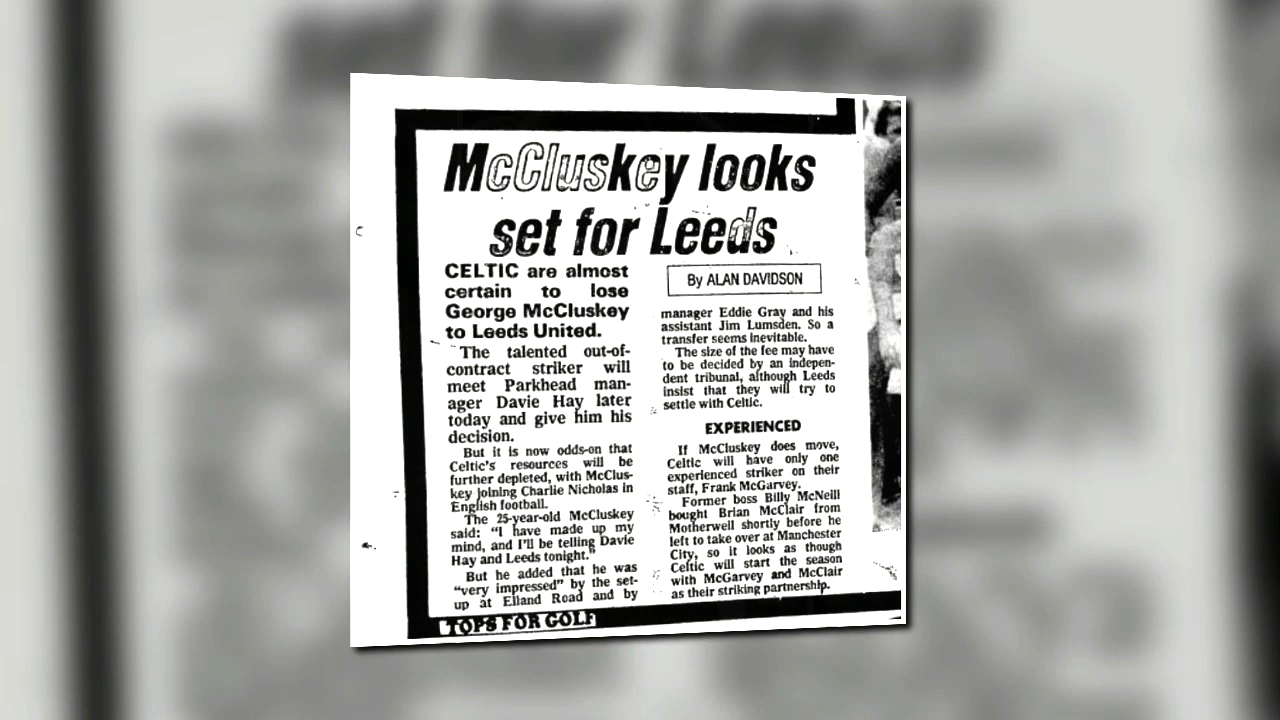 McCluskey looks
set for Leeds
CELTIC are almost
certain to lose
George McCluskey
to Leeds United.
The talented out-of-
contract striker will
meet Parkhead man-
ager Davie Hay later
today and give him his
decision.
But it is now odds-on that
Celtic's resources will be
further depleted, with McClus-
key joining Charlie Nicholas in
English football.
The 25-year-old McCluskey
said: "I have made up my
mind, and I'll be telling Davie
Hay and Leeds tonight."
But he added that he was
"very impressed" by the set-
up at Elland Road and by
By ALAN DAVIDSON
manager Eddie Gray and his
assistant Jim Lumsden. So a
transfer seems inevitable.
The size of the fee may have
to be decided by an indepen-
dent tribunal, although Leeds
insist that they will try to
settle with Celtic.
EXPERIENCED
If McCluskey does move,
Celtic will have only one
experienced striker on their
staff, Frank McGarvey.
Former boss Billy McNeill
bought Brian McClair from
Motherwell shortly before he
left to take over at Manchester
City, so it looks as though
Celtic will start the season
with McGarvey and McClair
as their striking partnership.
TOPS FOR GOLF